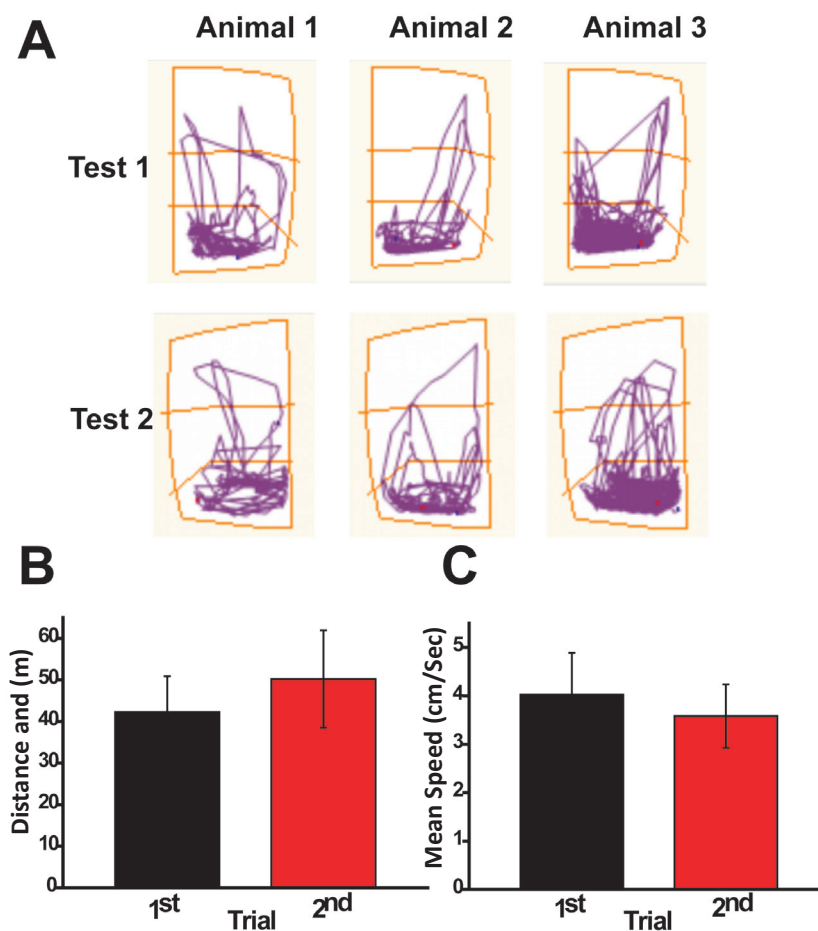 A
Animal 1 Animal 2 Animal 3
Test 1
Test 2
B
Distance and (m)
60
50
40
30
20
10
0
1st 2nd
Trial
C
Mean Speed (cm/Sec)
5
4
3
2
1
0
1st 2nd
Trial